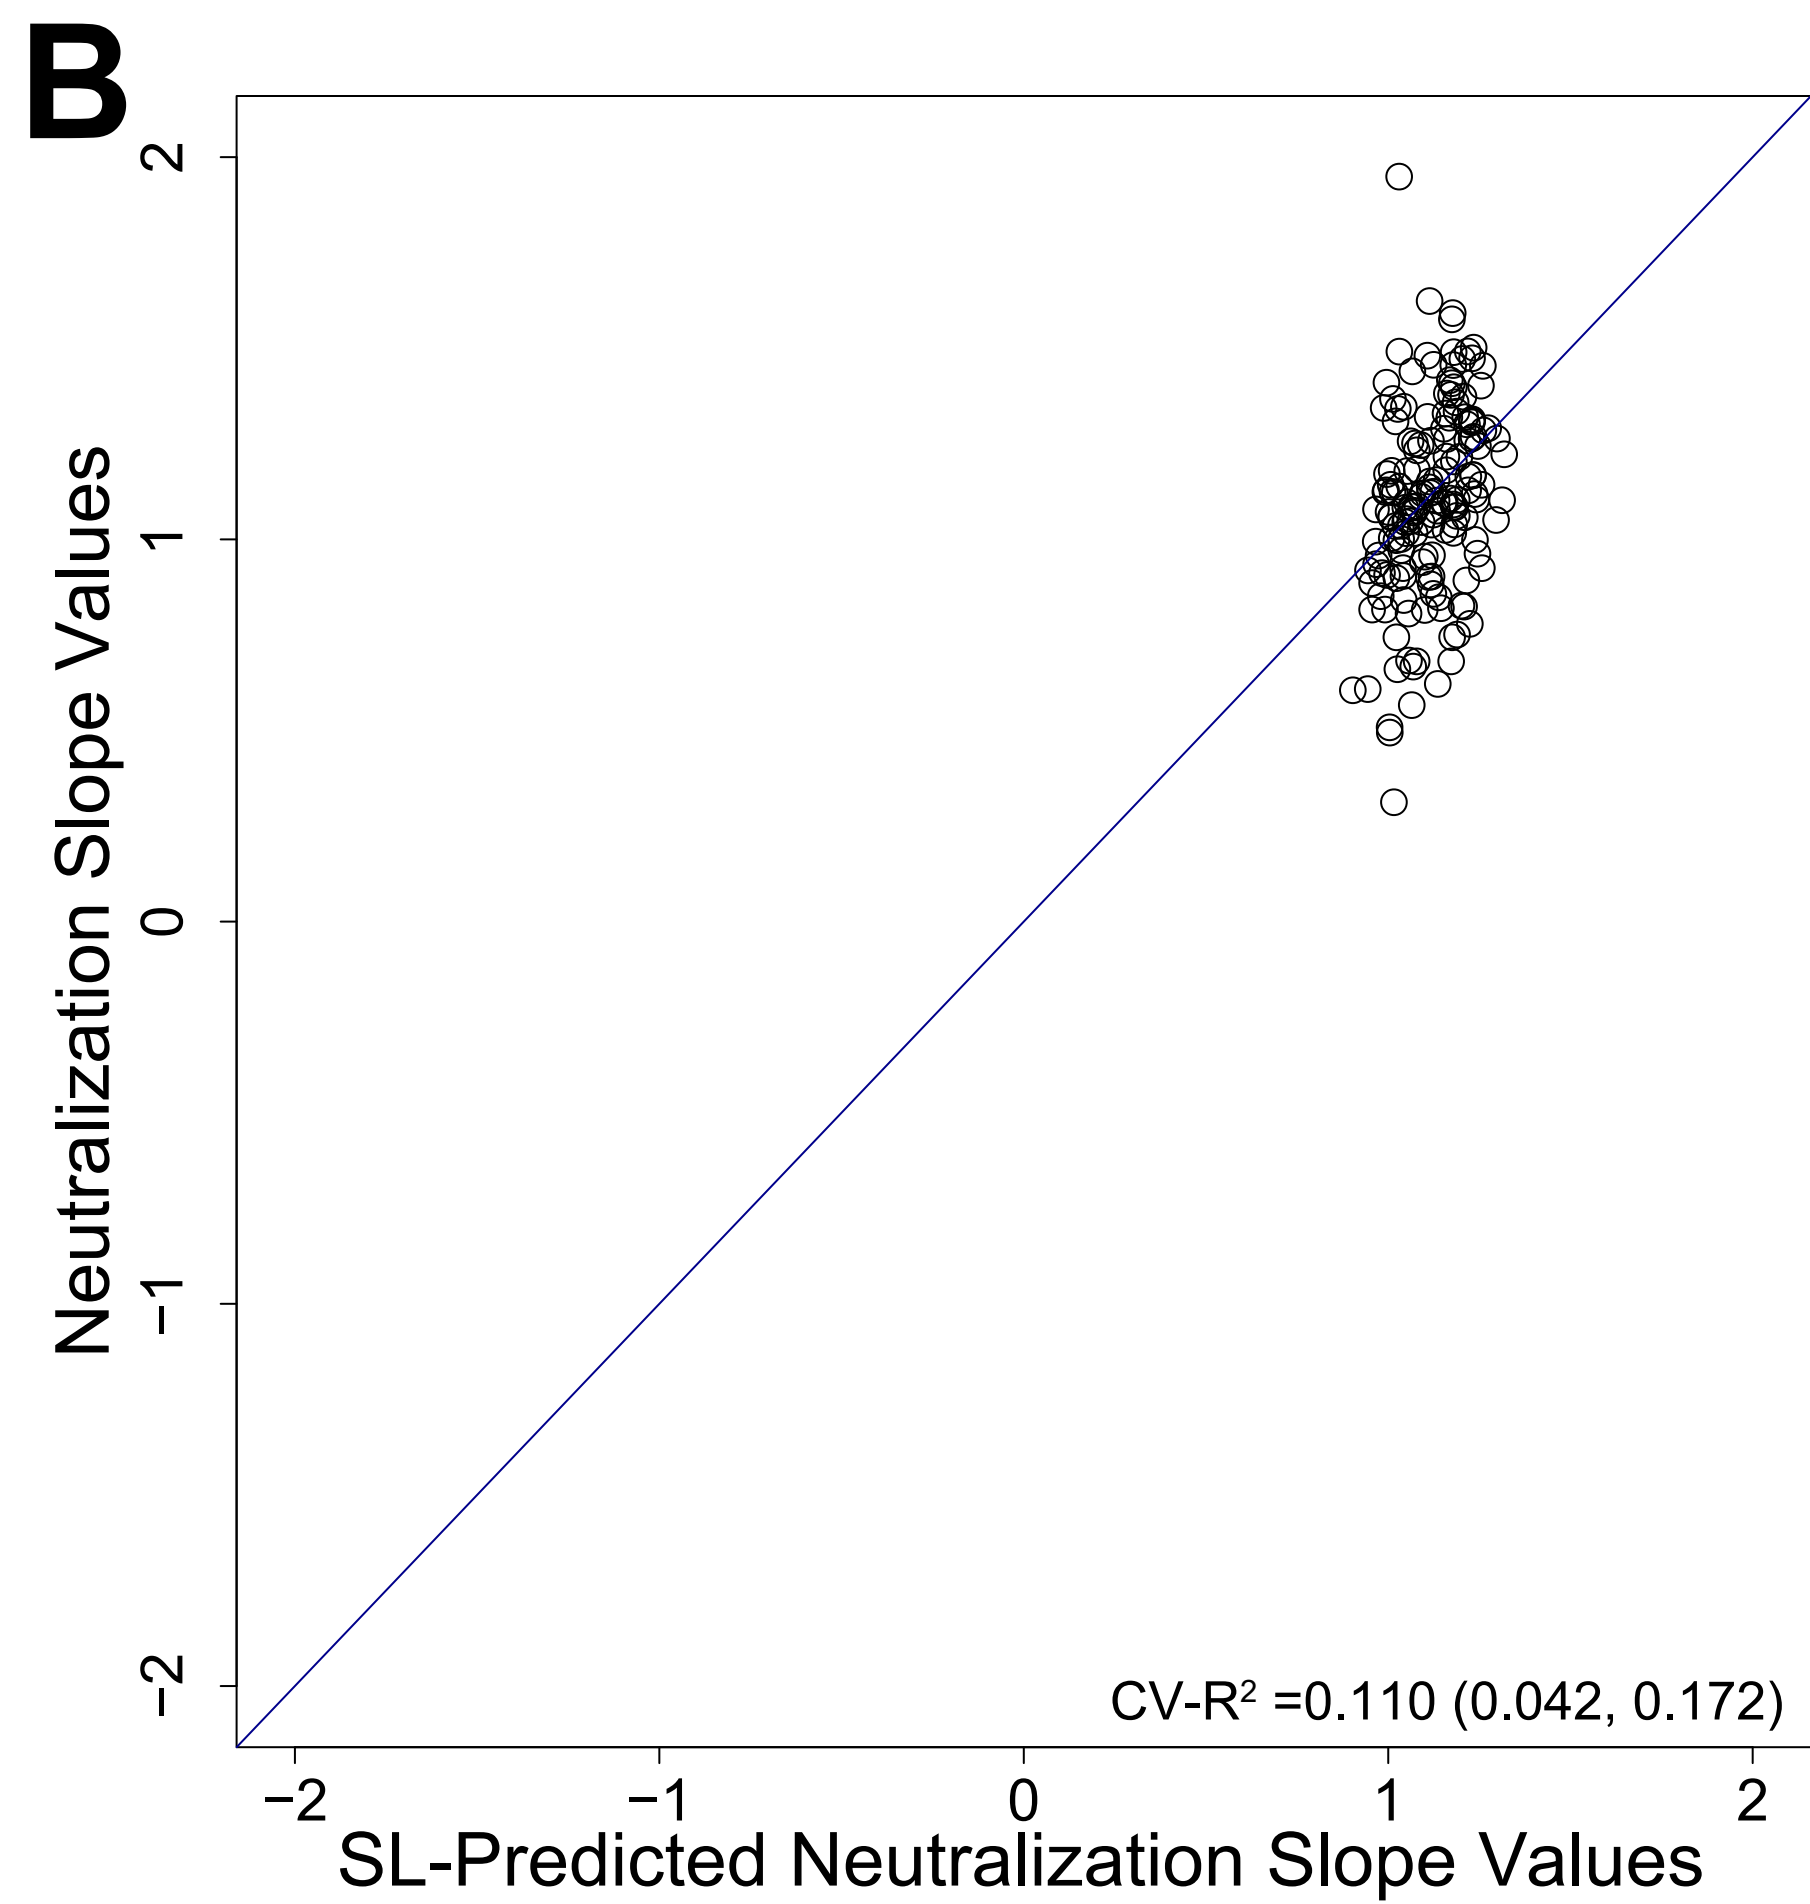 B
Neutralization Slope Values
2
1
0
−1
−2
CV-R² =0.110 (0.042, 0.172)
−2 −1 0 1 2
SL-Predicted Neutralization Slope Values